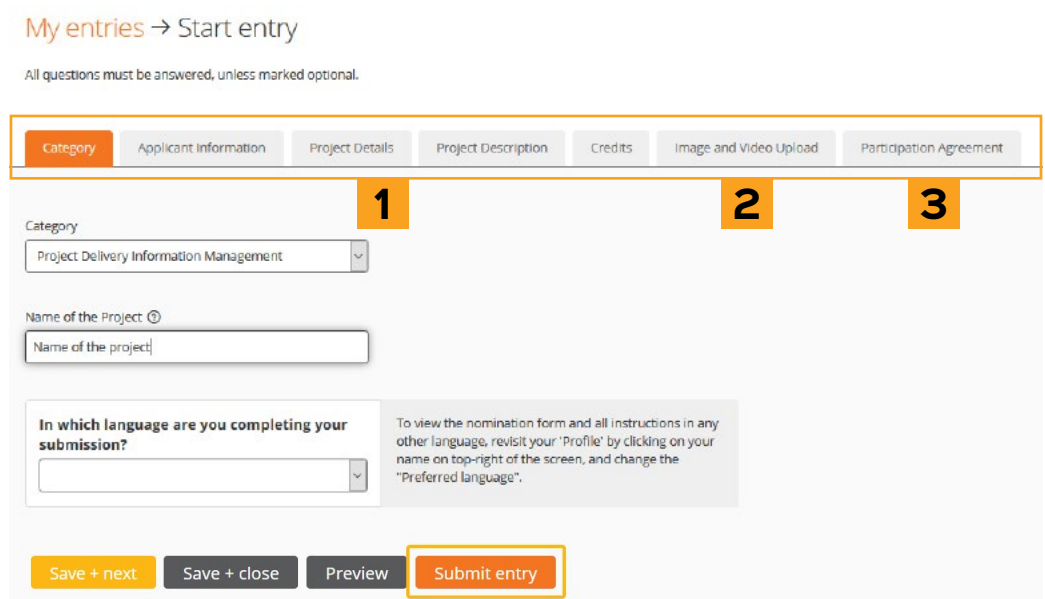 My entries → Start entry
All questions must be answered, unless marked optional.
Category Applicant Information Project Details Project Description Credits Image and Video Upload Participation Agreement
1 2 3
Category
Project Delivery Information Management
Name of the Project ?
Name of the project
In which language are you completing your
submission?
To view the nomination form and all instructions in any
other language, revisit your 'Profile' by clicking on your
name on top-right of the screen, and change the
"Preferred language".
Save + next Save + close Preview Submit entry